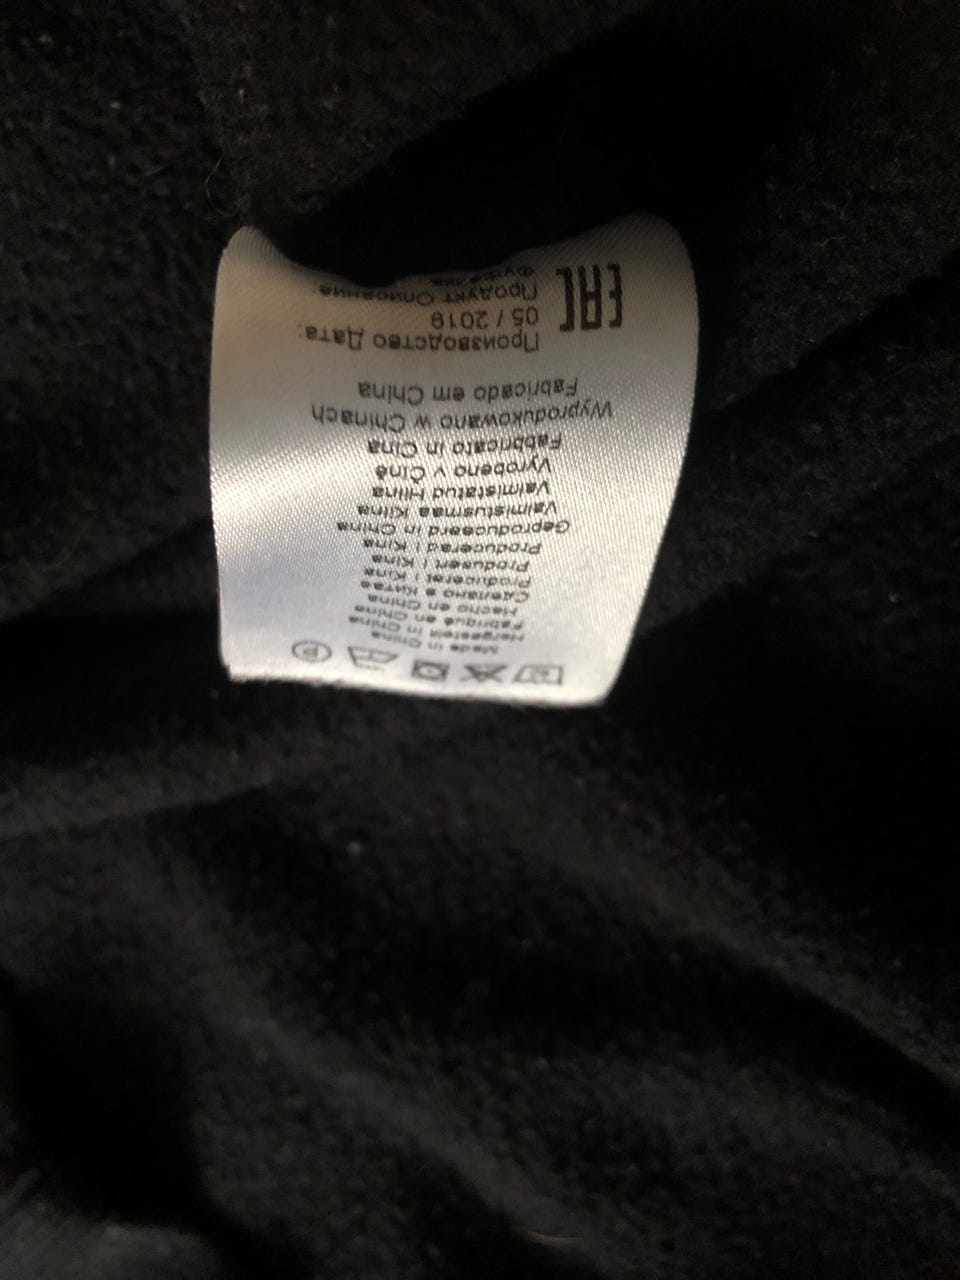 Made in China
Hergestellt in China
Fabriqué en China
Hecho en China
Сделано в Китае
Produceret i Kina
Produsert i Kina
Producerad i Kina
Geproduceerd in China
Valmistusmaa Kiina
Valmistatud Hiina
Vyrobeno v Číně
Fabbricato in Cina
Wyprodukowano w Chinach
Fabricado em China
Производство Дата:
05 / 2019
Продукт Описание:
EAC